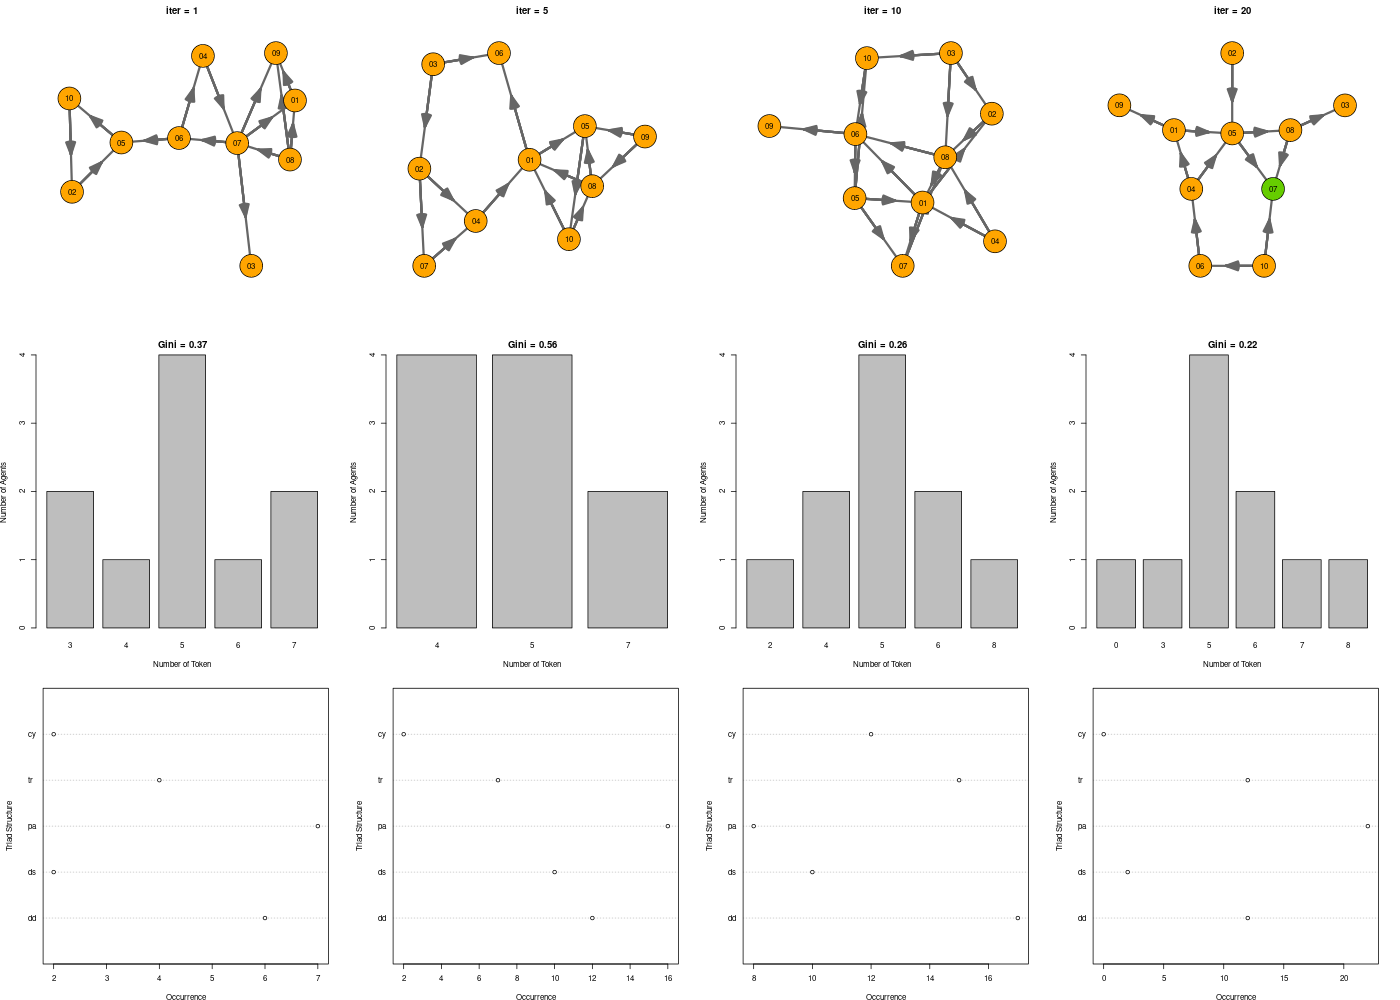 iter = 1
iter = 5
iter = 10
iter = 20
04
09
10
01
05
06
07
08
02
03
03
06
05
09
01
02
08
04
10
07
10
03
02
09
06
08
05
01
04
07
02
09
03
01
05
08
04
07
06
10
Gini = 0.37
Number of Agents
4
3
2
1
0
3 4 5 6 7
Number of Token
Gini = 0.56
Number of Agents
4
3
2
1
0
4 5 7
Number of Token
Gini = 0.26
Number of Agents
4
3
2
1
0
2 4 5 6 8
Number of Token
Gini = 0.22
Number of Agents
4
3
2
1
0
0 3 5 6 7 8
Number of Token
Triad Structure
cy
tr
pa
ds
dd
2 3 4 5 6 7
Occurrence
Triad Structure
cy
tr
pa
ds
dd
2 4 6 8 10 12 14 16
Occurrence
Triad Structure
cy
tr
pa
ds
dd
8 10 12 14 16
Occurrence
Triad Structure
cy
tr
pa
ds
dd
0 5 10 15 20
Occurrence